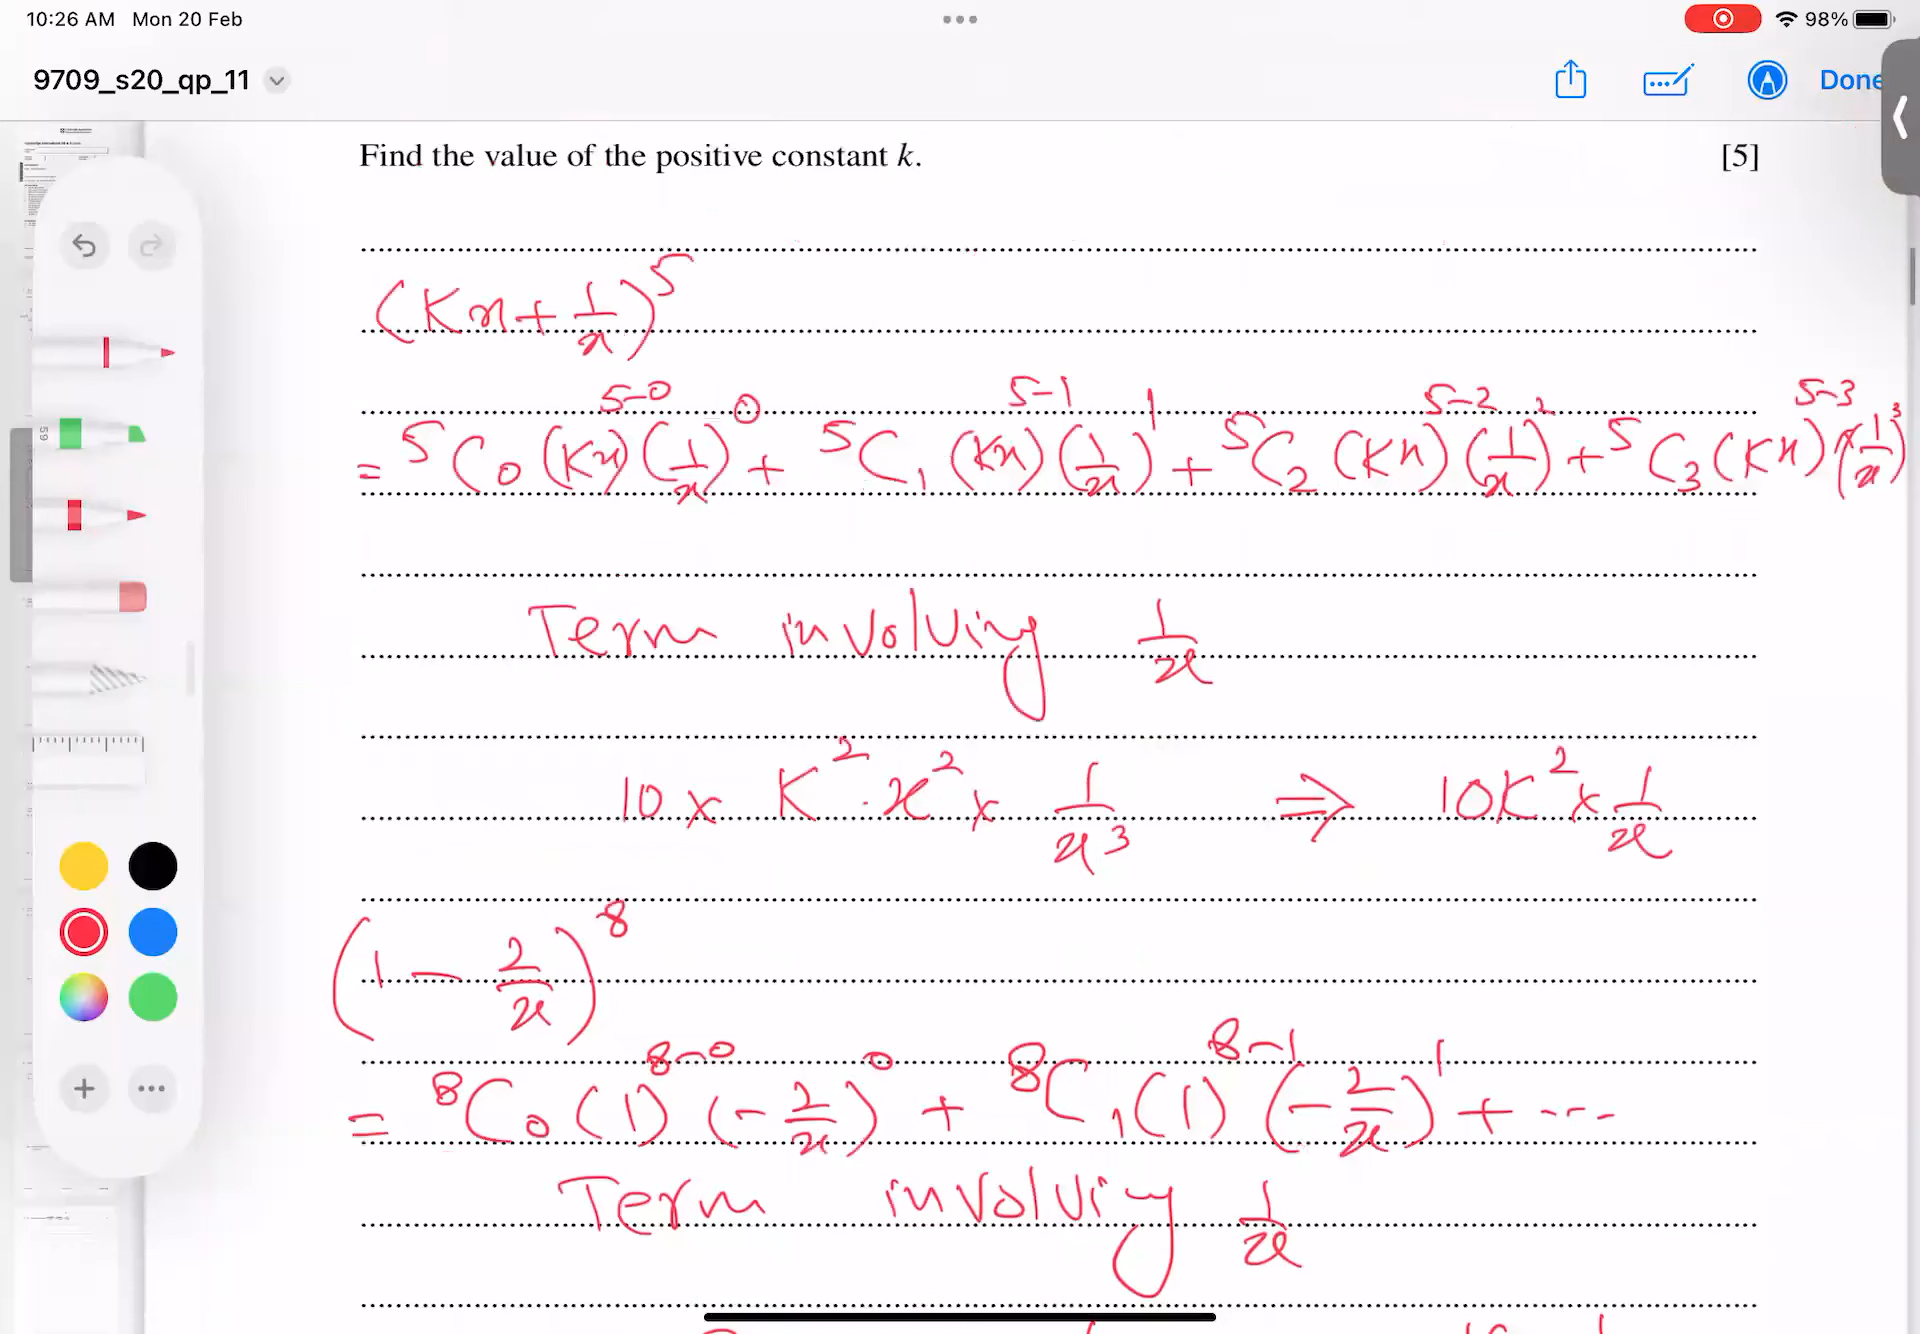 10:26 AM Mon 20 Feb
98%
9709_s20_qp_11
Done
Find the value of the positive constant k. [5]
(Kx + 1/x)^5
= 5C0 (Kx)^(5-0) (1/x)^0 + 5C1 (Kx)^(5-1) (1/x)^1 + 5C2 (Kx)^(5-2) (1/x)^2 + 5C3 (Kx)^(5-3) (1/x)^3
Term involving 1/x
10 × K^2 · x^2 × 1/x^3 ⇒ 10K^2 × 1/x
(1 - 2/x)^8
= 8C0 (1)^(8-0) (-2/x)^0 + 8C1 (1)^(8-1) (-2/x)^1 + ---
Term involving 1/x
59